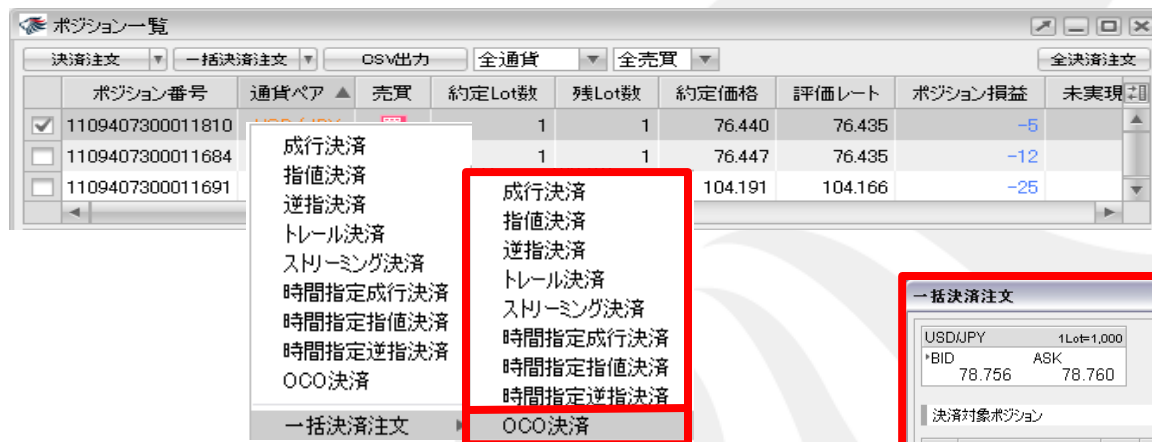 ポジション一覧
決済注文 一括決済注文 CSV出力 全通貨 全売買 全決済注文
ポジション番号 通貨ペア ▲ 売買 約定Lot数 残Lot数 約定価格 評価レート ポジション損益 未実現
1109407300011810 1 1 76.440 76.435 -5
1109407300011684 1 1 76.447 76.435 -12
1109407300011691 104.191 104.166 -25
成行決済
指値決済
逆指決済
トレール決済
ストリーミング決済
時間指定成行決済
時間指定指値決済
時間指定逆指決済
OCO決済
一括決済注文
成行決済
指値決済
逆指決済
トレール決済
ストリーミング決済
時間指定成行決済
時間指定指値決済
時間指定逆指決済
OCO決済
一括決済注文
USD/JPY 1Lot=1,000
BID ASK
78.756 78.760
決済対象ポジション